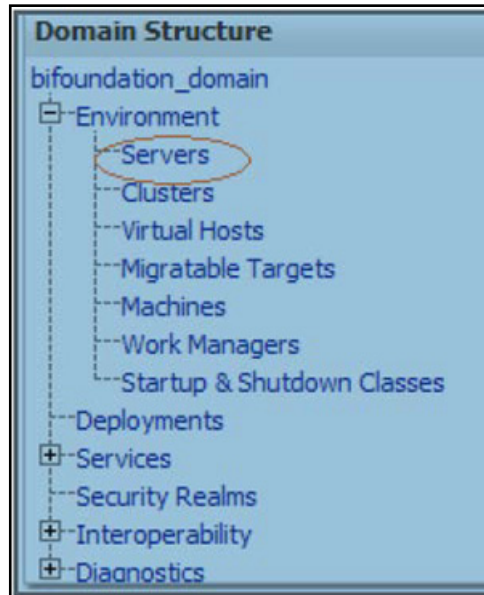 Domain Structure
bifoundation_domain
Environment
Servers
Clusters
Virtual Hosts
Migratable Targets
Machines
Work Managers
Startup & Shutdown Classes
Deployments
Services
Security Realms
Interoperability
Diagnostics